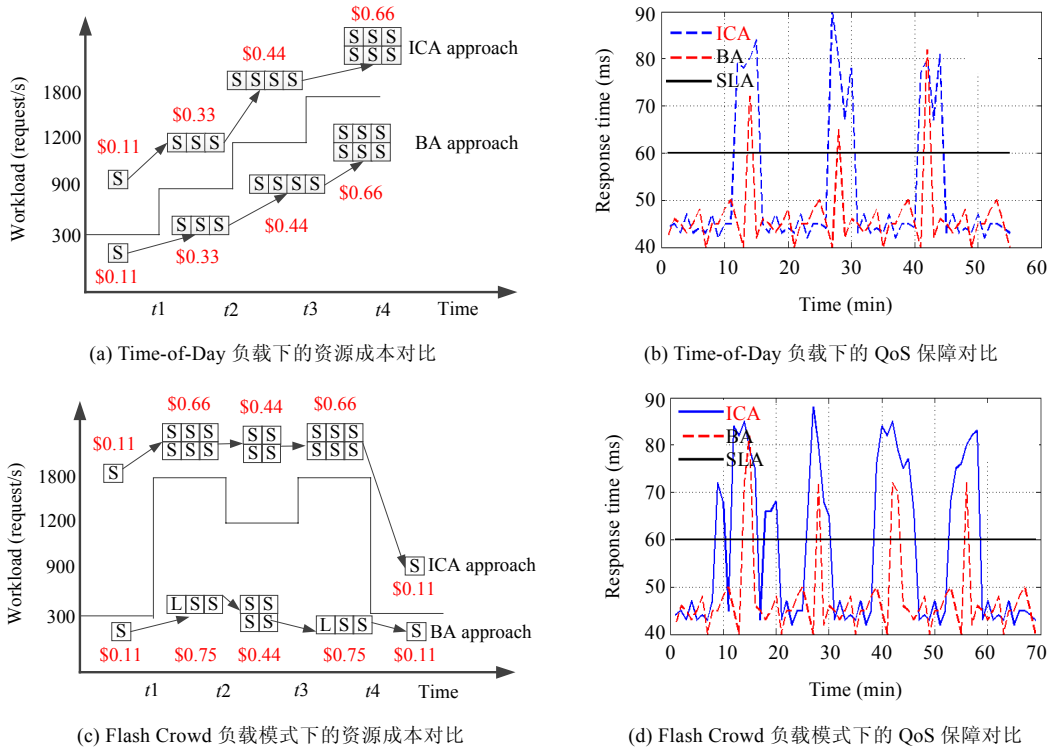 $0.66
S S S
S S S
ICA approach
$0.44
S S S S
1800
$0.33
1200
S S S
$0.11
S
900
BA approach
S S S
S S S
$0.66
S S S S
$0.44
300
S S S
$0.33
S
$0.11
Workload (request/s)
t1 t2 t3 t4 Time
(a) Time-of-Day 负载下的资源成本对比
90
80
70
60
50
40
Response time (ms)
ICA
BA
SLA
0 10 20 30 40 50 60
Time (min)
(b) Time-of-Day 负载下的 QoS 保障对比
$0.66 $0.44 $0.66
$0.11
S S S
S S S
S S
S S
S S S
S S S
S
1800
1200
900
300
Workload (request/s)
S
ICA approach
$0.11
L S S
S S
S S
L S S
S
S
BA approach
$0.11 $0.75 $0.44 $0.75 $0.11
t1 t2 t3 t4 Time
(c) Flash Crowd 负载模式下的资源成本对比
90
80
70
60
50
40
Response time (ms)
ICA
BA
SLA
0 10 20 30 40 50 60 70
Time (min)
(d) Flash Crowd 负载模式下的 QoS 保障对比